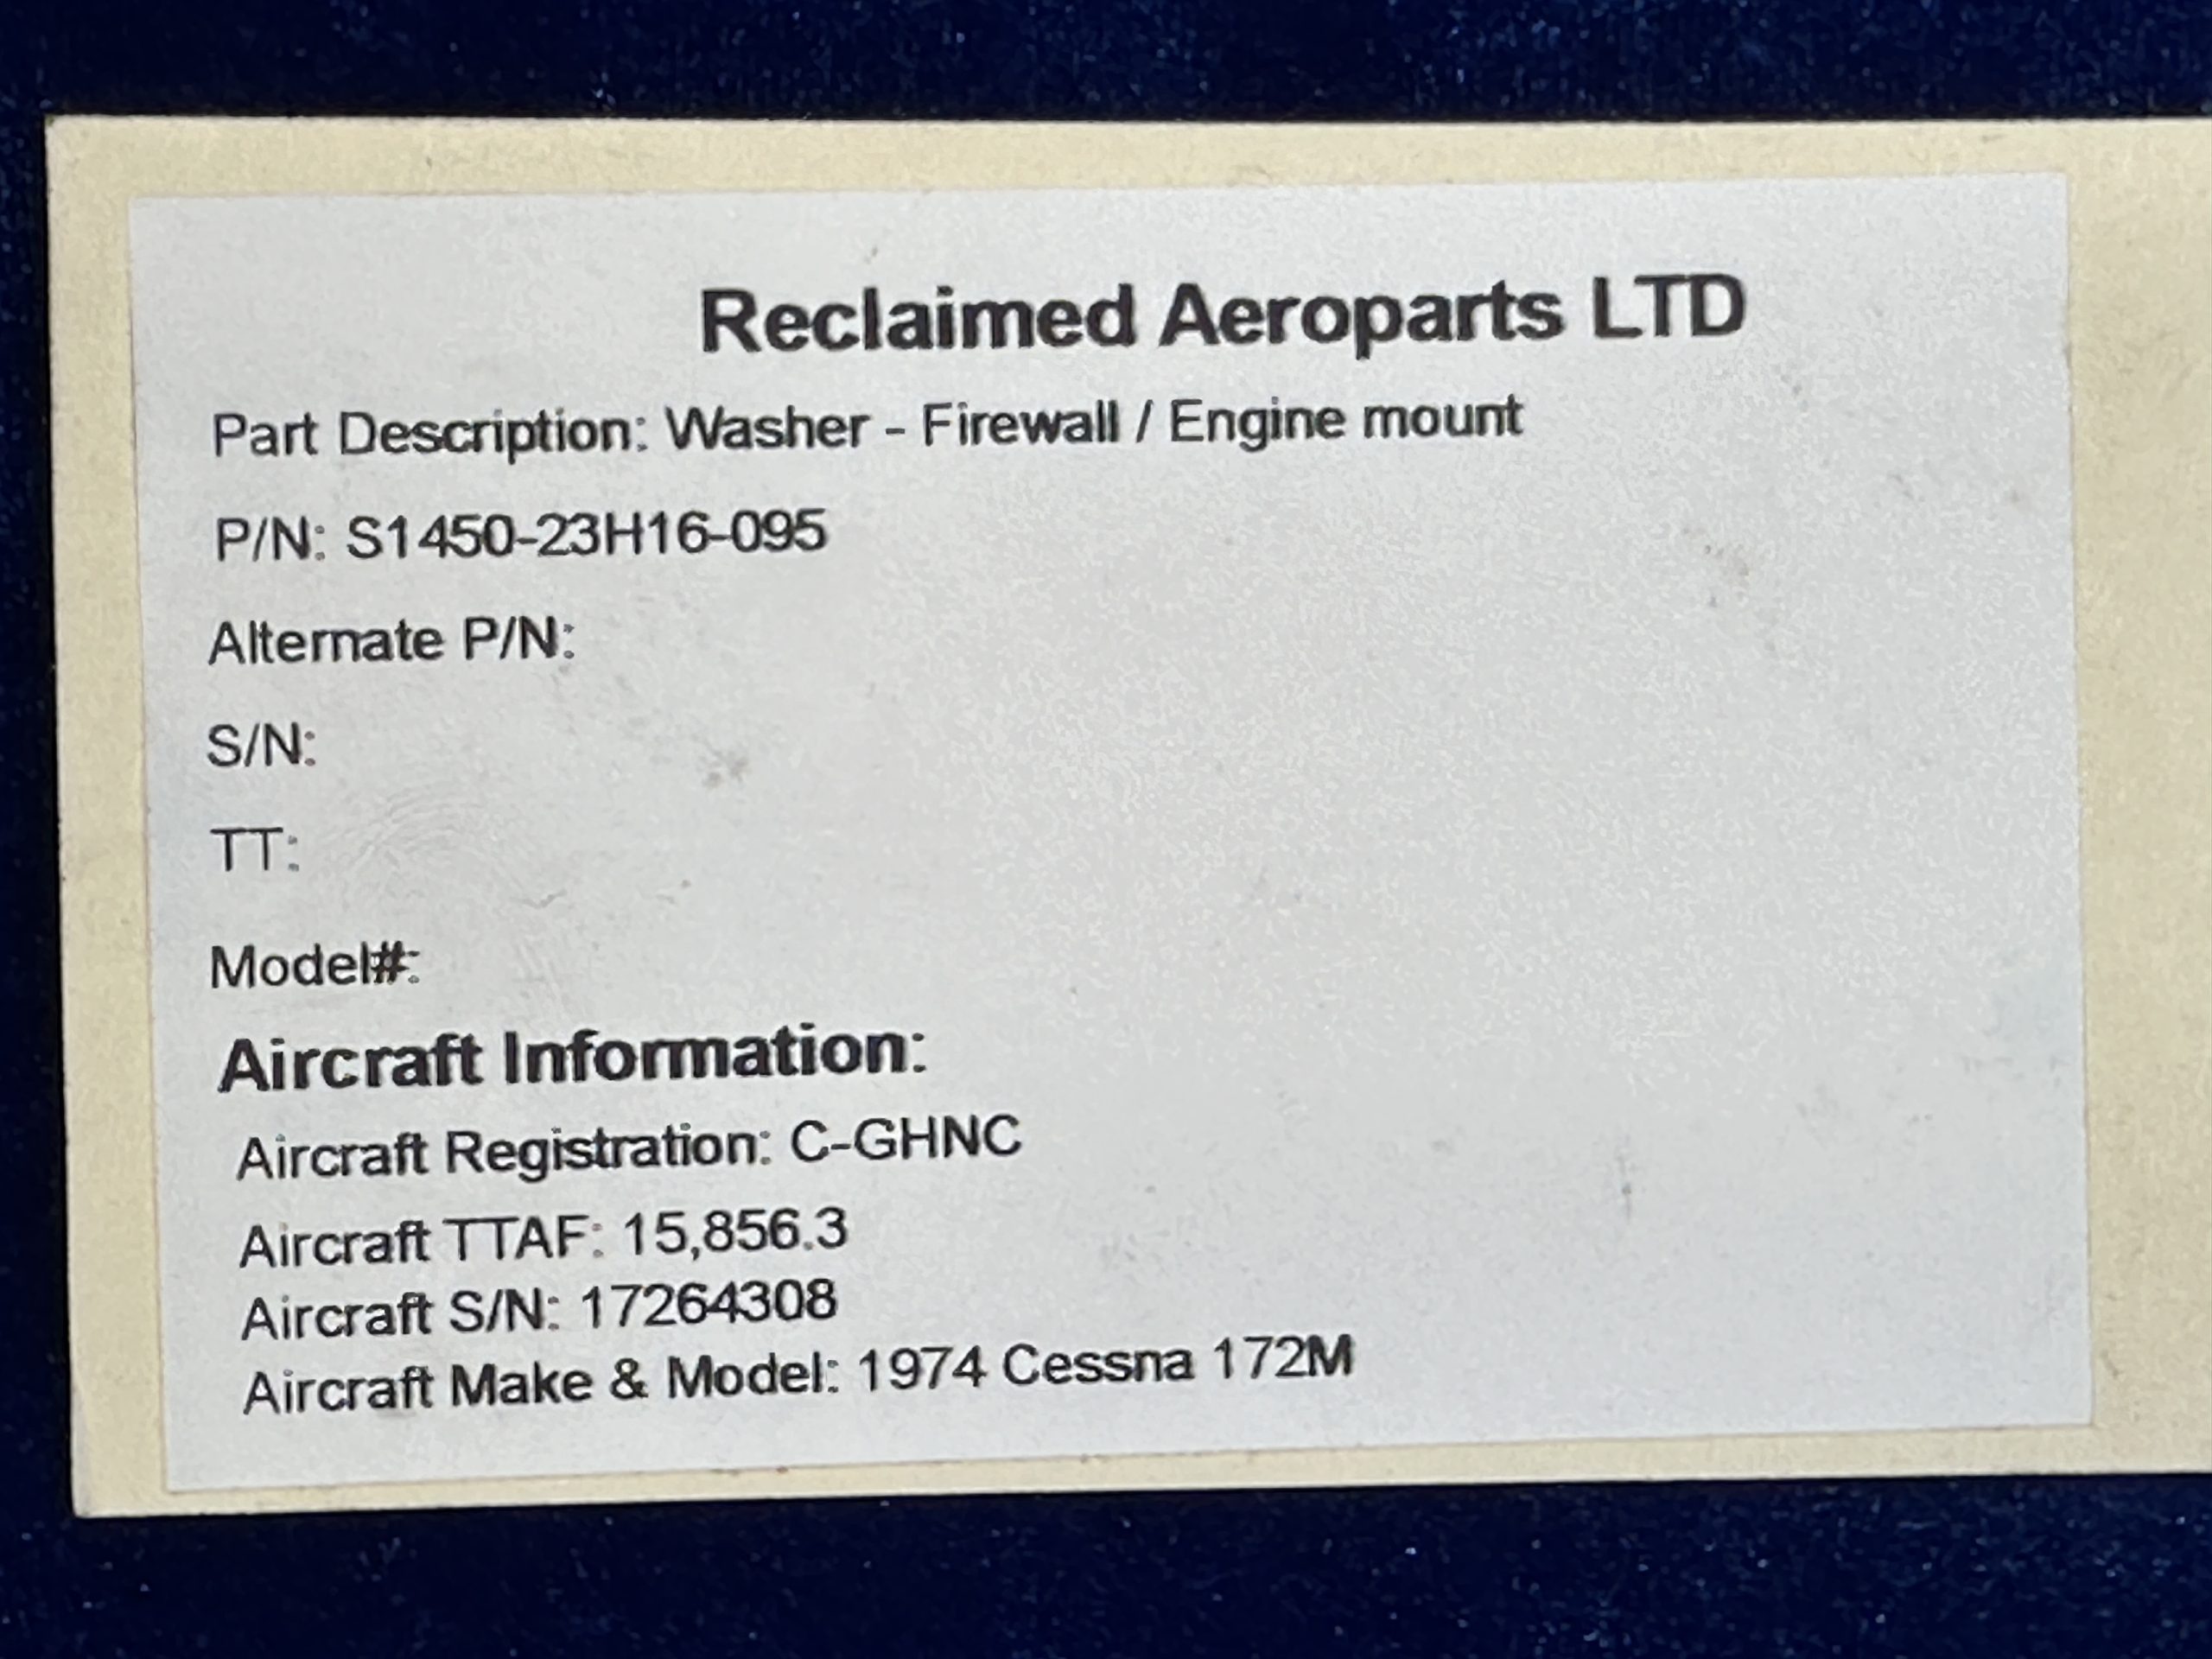 Reclaimed Aeroparts LTD
Part Description: Washer - Firewall / Engine mount
P/N: S1450-23H16-095
Alternate P/N:
S/N:
TT:
Model#:
Aircraft Information:
Aircraft Registration: C-GHNC
Aircraft TTAF: 15,856.3
Aircraft S/N: 17264308
Aircraft Make & Model: 1974 Cessna 172M